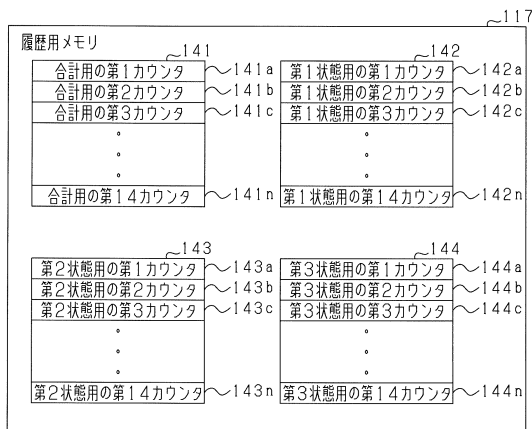 117
履歴用メモリ
141
合計用の第1カウンタ 141a
合計用の第2カウンタ 141b
合計用の第3カウンタ 141c
合計用の第14カウンタ 141n
142
第1状態用の第1カウンタ 142a
第1状態用の第2カウンタ 142b
第1状態用の第3カウンタ 142c
第1状態用の第14カウンタ 142n
143
第2状態用の第1カウンタ 143a
第2状態用の第2カウンタ 143b
第2状態用の第3カウンタ 143c
第2状態用の第14カウンタ 143n
144
第3状態用の第1カウンタ 144a
第3状態用の第2カウンタ 144b
第3状態用の第3カウンタ 144c
第3状態用の第14カウンタ 144n